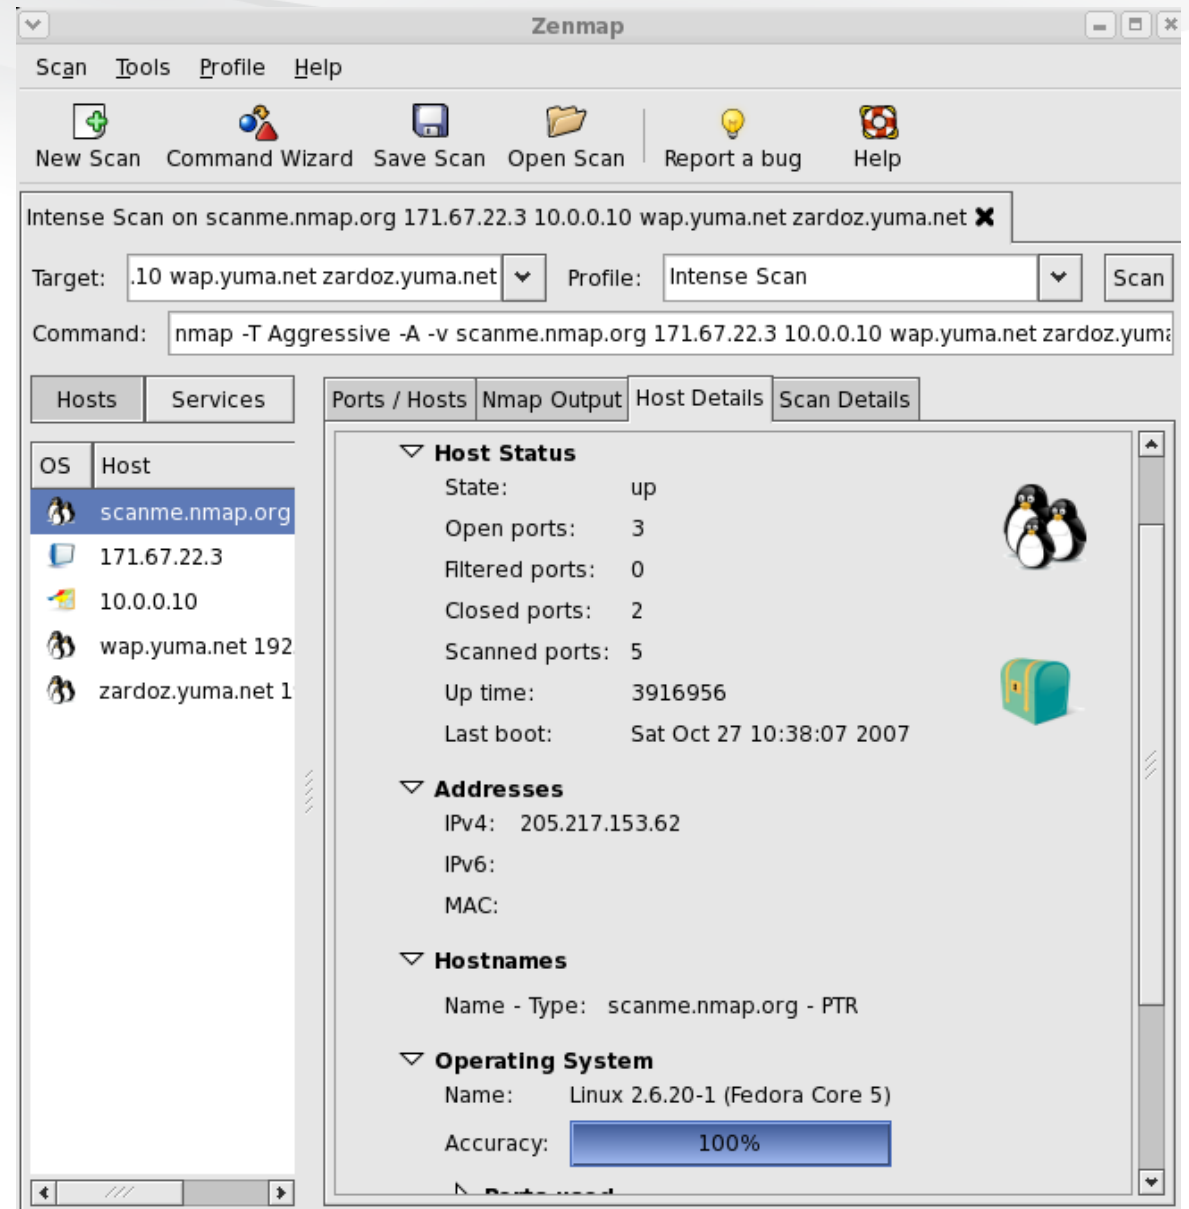 Zenmap
Scan Tools Profile Help
New Scan Command Wizard Save Scan Open Scan Report a bug Help
Intense Scan on scanme.nmap.org 171.67.22.3 10.0.0.10 wap.yuma.net zardoz.yuma.net
Target: .10 wap.yuma.net zardoz.yuma.net Profile: Intense Scan Scan
Command: nmap -T Aggressive -A -v scanme.nmap.org 171.67.22.3 10.0.0.10 wap.yuma.net zardoz.yuma
Hosts Services
Ports / Hosts Nmap Output Host Details Scan Details
OS Host
scanme.nmap.org
171.67.22.3
10.0.0.10
wap.yuma.net 192
zardoz.yuma.net 1
Host Status
State: up
Open ports: 3
Filtered ports: 0
Closed ports: 2
Scanned ports: 5
Up time: 3916956
Last boot: Sat Oct 27 10:38:07 2007
Addresses
IPv4: 205.217.153.62
IPv6:
MAC:
Hostnames
Name - Type: scanme.nmap.org - PTR
Operating System
Name: Linux 2.6.20-1 (Fedora Core 5)
Accuracy: 100%
Ports used